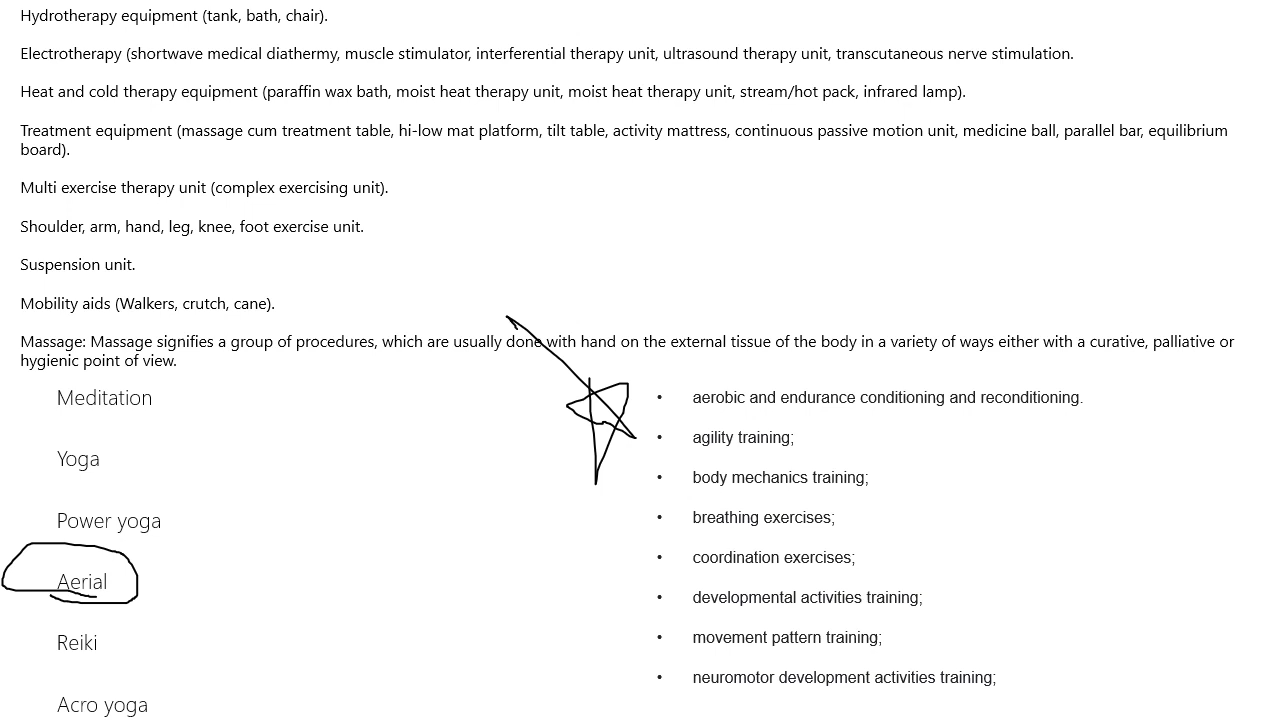 Hydrotherapy equipment (tank, bath, chair).
Electrotherapy (shortwave medical diathermy, muscle stimulator, interferential therapy unit, ultrasound therapy unit, transcutaneous nerve stimulation.
Heat and cold therapy equipment (paraffin wax bath, moist heat therapy unit, moist heat therapy unit, stream/hot pack, infrared lamp).
Treatment equipment (massage cum treatment table, hi-low mat platform, tilt table, activity mattress, continuous passive motion unit, medicine ball, parallel bar, equilibrium
board).
Multi exercise therapy unit (complex exercising unit).
Shoulder, arm, hand, leg, knee, foot exercise unit.
Suspension unit.
Mobility aids (Walkers, crutch, cane).
Massage: Massage signifies a group of procedures, which are usually done with hand on the external tissue of the body in a variety of ways either with a curative, palliative or
hygienic point of view.
Meditation
Yoga
Power yoga
Aerial
Reiki
Acro yoga
• aerobic and endurance conditioning and reconditioning.
• agility training;
• body mechanics training;
• breathing exercises;
• coordination exercises;
• developmental activities training;
• movement pattern training;
• neuromotor development activities training;